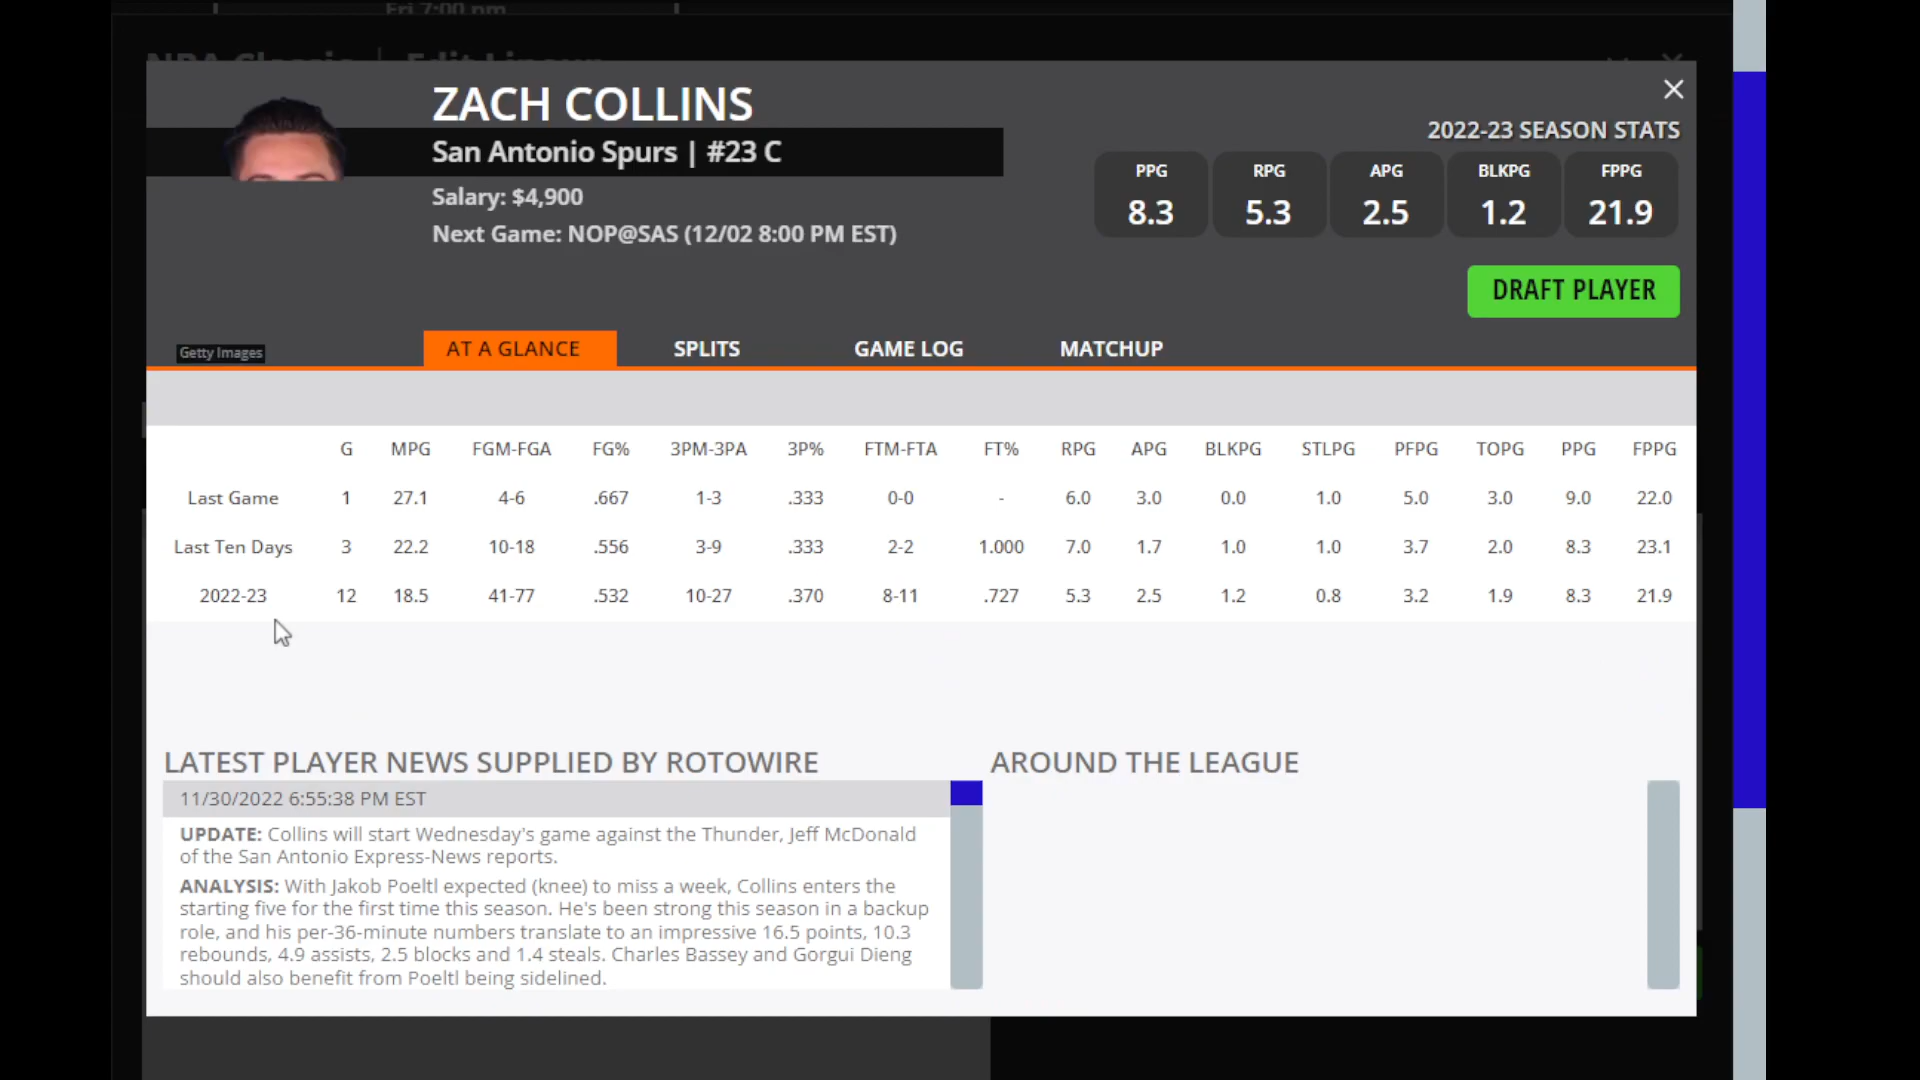 Fri 7:00 pm
NBA Classic | Edit Lineup
ZACH COLLINS
San Antonio Spurs | #23 C
Salary: $4,900
Next Game: NOP@SAS (12/02 8:00 PM EST)
2022-23 SEASON STATS
PPG RPG APG BLKPG FPPG
8.3 5.3 2.5 1.2 21.9
DRAFT PLAYER
Getty Images
AT A GLANCE SPLITS GAME LOG MATCHUP
G MPG FGM-FGA FG% 3PM-3PA 3P% FTM-FTA FT% RPG APG BLKPG STLPG PFPG TOPG PPG FPPG
Last Game 1 27.1 4-6 .667 1-3 .333 0-0 - 6.0 3.0 0.0 1.0 5.0 3.0 9.0 22.0
Last Ten Days 3 22.2 10-18 .556 3-9 .333 2-2 1.000 7.0 1.7 1.0 1.0 3.7 2.0 8.3 23.1
2022-23 12 18.5 41-77 .532 10-27 .370 8-11 .727 5.3 2.5 1.2 0.8 3.2 1.9 8.3 21.9
LATEST PLAYER NEWS SUPPLIED BY ROTOWIRE
11/30/2022 6:55:38 PM EST
UPDATE: Collins will start Wednesday's game against the Thunder, Jeff McDonald
of the San Antonio Express-News reports.
ANALYSIS: With Jakob Poeltl expected (knee) to miss a week, Collins enters the
starting five for the first time this season. He's been strong this season in a backup
role, and his per-36-minute numbers translate to an impressive 16.5 points, 10.3
rebounds, 4.9 assists, 2.5 blocks and 1.4 steals. Charles Bassey and Gorgui Dieng
should also benefit from Poeltl being sidelined.
AROUND THE LEAGUE